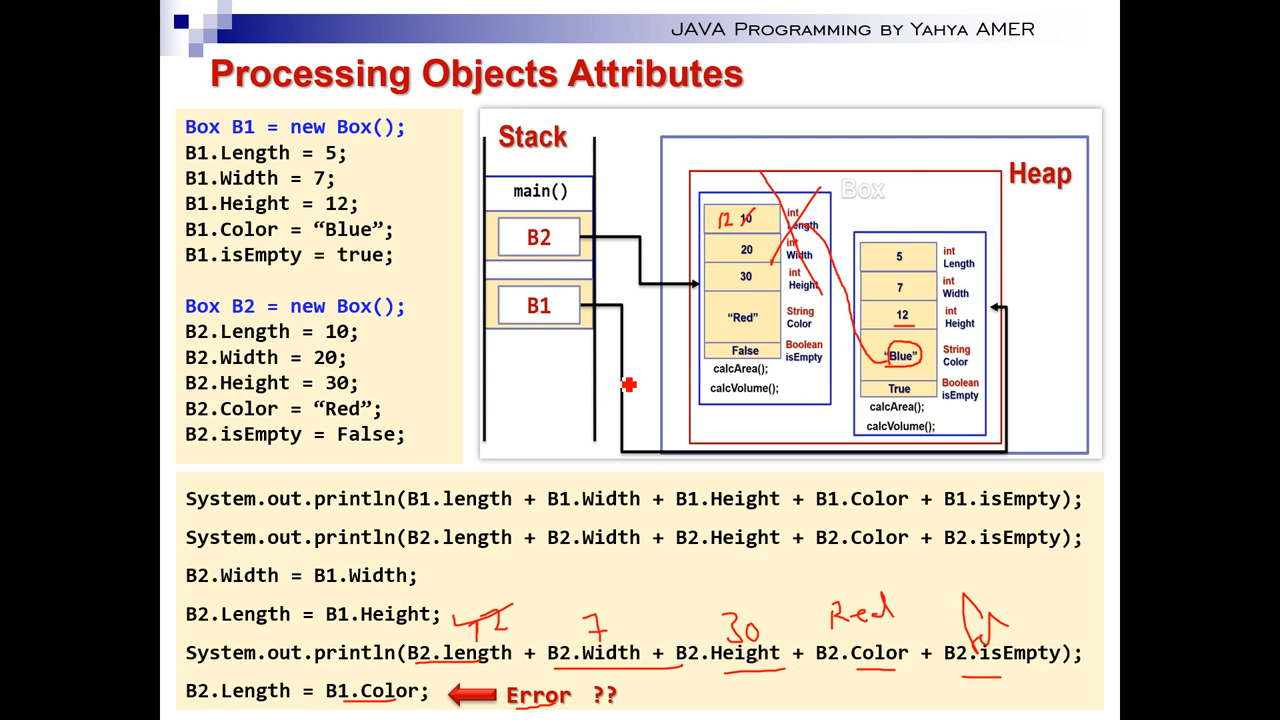 JAVA PROGRAMMING BY YAHYA AMER
Processing Objects Attributes
Box B1 = new Box();
B1.Length = 5;
B1.Width = 7;
B1.Height = 12;
B1.Color = “Blue”;
B1.isEmpty = true;
Box B2 = new Box();
B2.Length = 10;
B2.Width = 20;
B2.Height = 30;
B2.Color = “Red”;
B2.isEmpty = False;
Stack
main()
B2
B1
Heap
Box
12 10 int Length
20 int Width
30 int Height
“Red” String Color
False Boolean isEmpty
calcArea();
calcVolume();
5 int Length
7 int Width
12 int Height
“Blue” String Color
True Boolean isEmpty
calcArea();
calcVolume();
System.out.println(B1.length + B1.Width + B1.Height + B1.Color + B1.isEmpty);
System.out.println(B2.length + B2.Width + B2.Height + B2.Color + B2.isEmpty);
B2.Width = B1.Width;
B2.Length = B1.Height;
12 7 30 Red
System.out.println(B2.length + B2.Width + B2.Height + B2.Color + B2.isEmpty);
B2.Length = B1.Color; Error ??